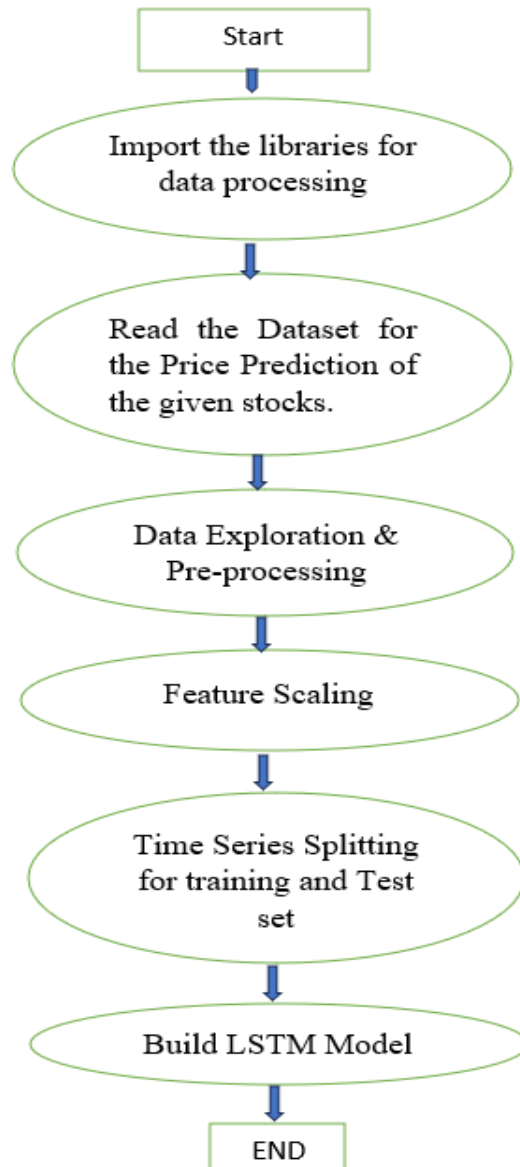 Start
Import the libraries for
data processing
Read the Dataset for
the Price Prediction of
the given stocks.
Data Exploration &
Pre-processing
Feature Scaling
Time Series Splitting
for training and Test
set
Build LSTM Model
END